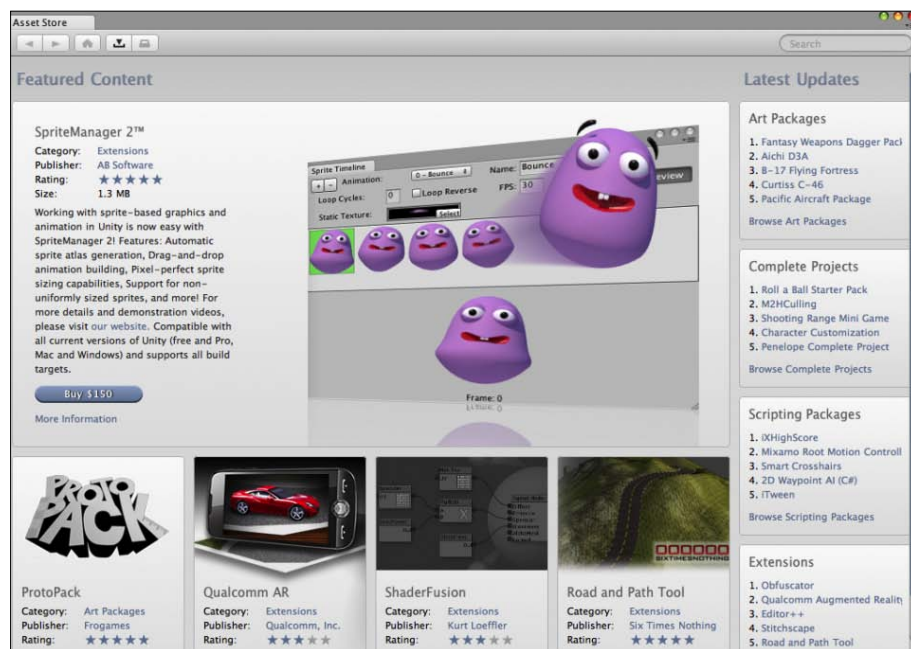 Asset Store
Search
Featured Content
SpriteManager 2™
Category: Extensions
Publisher: AB Software
Rating: ★★★★★
Size: 1.3 MB
Working with sprite-based graphics and
animation in Unity is now easy with
SpriteManager 2! Features: Automatic
sprite atlas generation, Drag-and-drop
animation building, Pixel-perfect sprite
sizing capabilities, Support for non-
uniformly sized sprites, and more! For
more details and demonstration videos,
please visit our website. Compatible with
all current versions of Unity (free and Pro,
Mac and Windows) and supports all build
targets.
Buy $150
More Information
Sprite Timeline
Animation: 0 - Bounce
Name: Bounce
Loop Cycles: 0
Loop Reverse
FPS: 30
Static Texture:
Select
Frame: 0
PROTO
PACK
ProtoPack
Category: Art Packages
Publisher: Frogames
Rating: ★★★★★
Qualcomm AR
Category: Extensions
Publisher: Qualcomm, Inc.
Rating: ★★★★★
ShaderFusion
Category: Extensions
Publisher: Kurt Loeffler
Rating: ★★★★★
SIXTIMESNOTHING
Road and Path Tool
Category: Extensions
Publisher: Six Times Nothing
Rating: ★★★★★
Latest Updates
Art Packages
1. Fantasy Weapons Dagger Pack
2. Aichi D3A
3. B-17 Flying Fortress
4. Curtiss C-46
5. Pacific Aircraft Package
Browse Art Packages
Complete Projects
1. Roll a Ball Starter Pack
2. M2HCulling
3. Shooting Range Mini Game
4. Character Customization
5. Penelope Complete Project
Browse Complete Projects
Scripting Packages
1. iXHighScore
2. Mixamo Root Motion Controll
3. Smart Crosshairs
4. 2D Waypoint AI (C#)
5. iTween
Browse Scripting Packages
Extensions
1. Obfuscator
2. Qualcomm Augmented Reality
3. Editor++
4. Stitchscape
5. Road and Path Tool